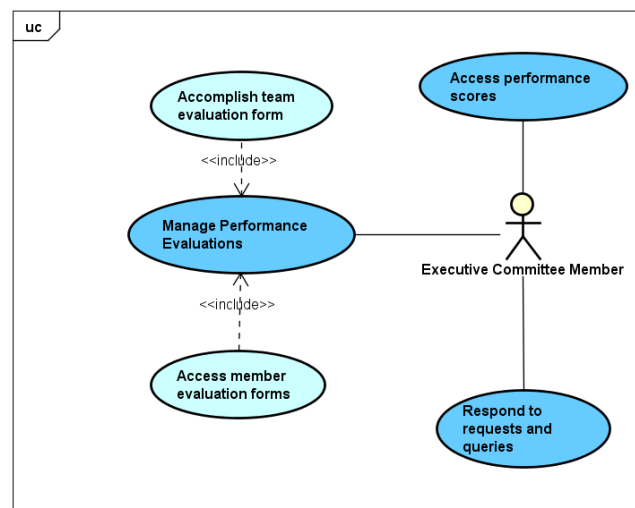 uc
Access performance
scores
Accomplish team
evaluation form
<<include>>
Manage Performance
Evaluations
Executive Committee Member
<<include>>
Access member
evaluation forms
Respond to
requests and
queries